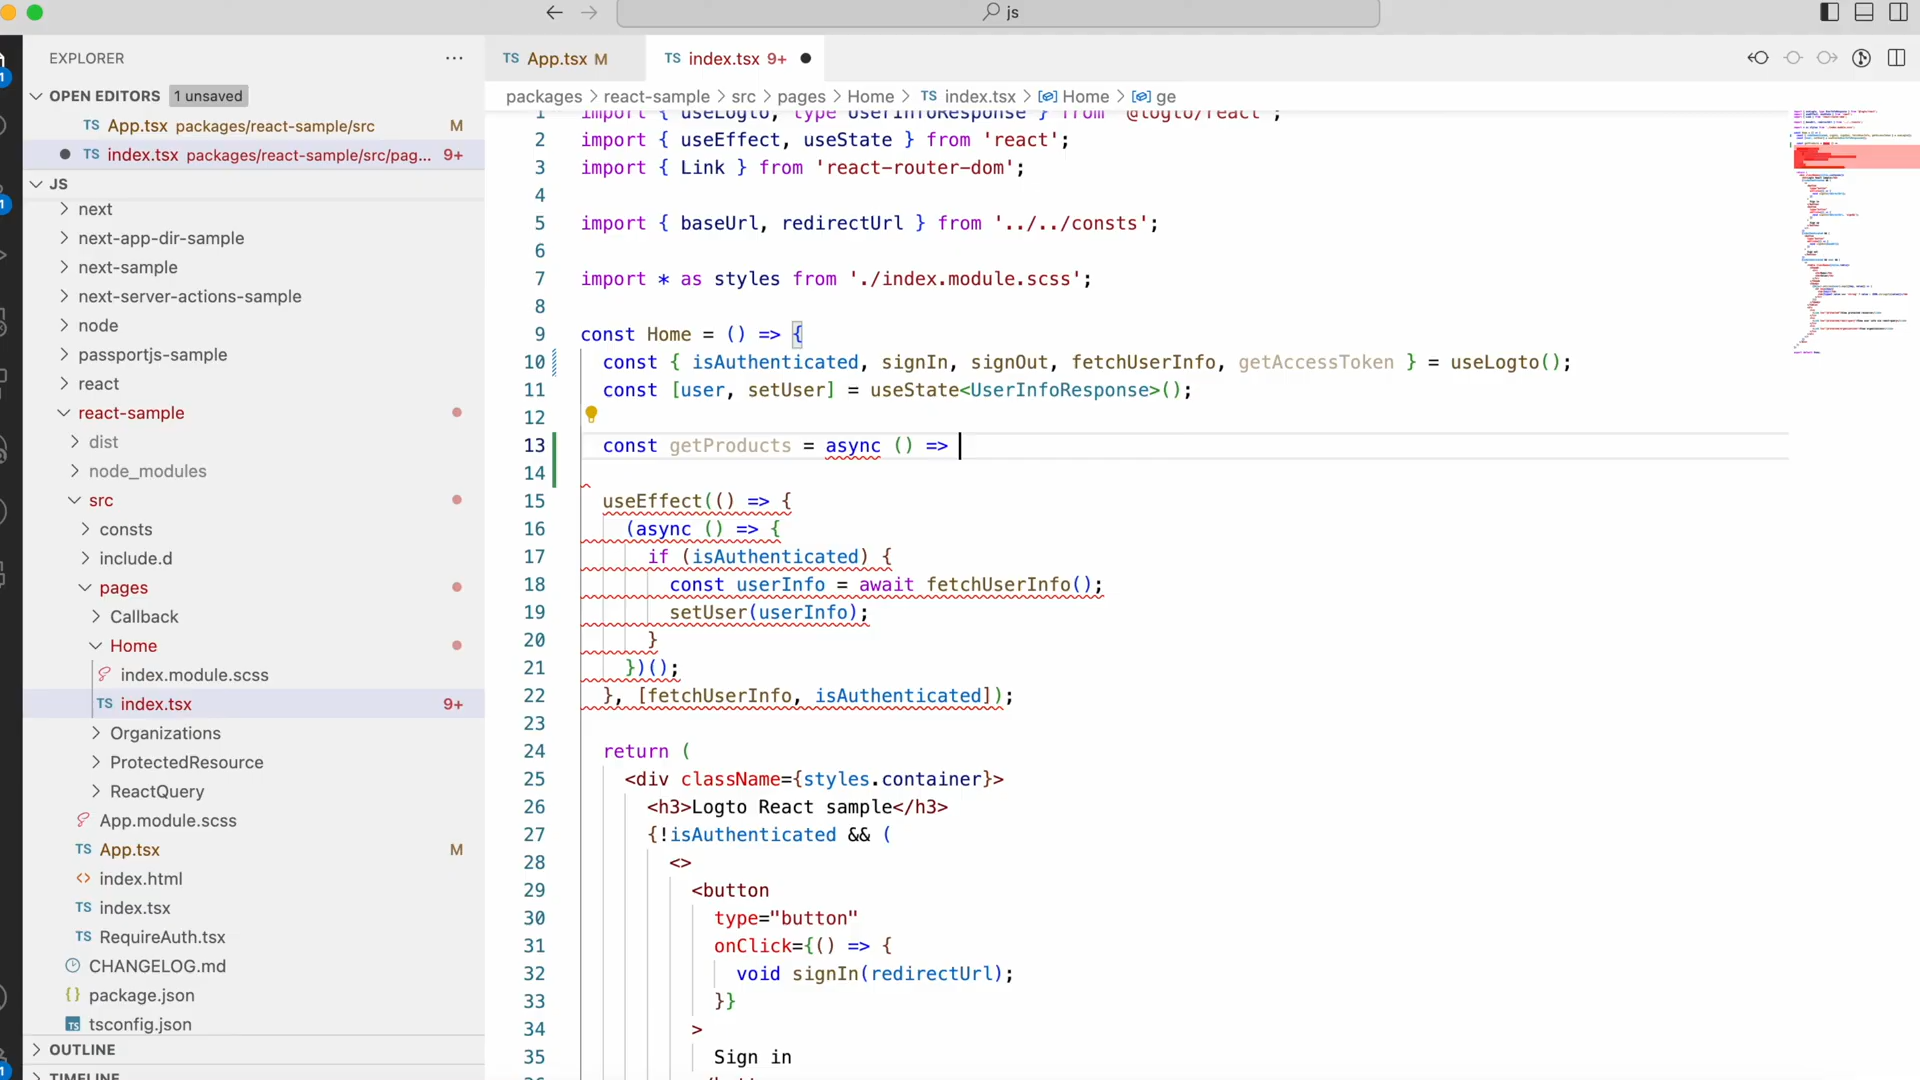 js
EXPLORER
OPEN EDITORS 1 unsaved
TS App.tsx packages/react-sample/src M
TS index.tsx packages/react-sample/src/pag... 9+
JS
next
next-app-dir-sample
next-sample
next-server-actions-sample
node
passportjs-sample
react
react-sample
dist
node_modules
src
consts
include.d
pages
Callback
Home
index.module.scss
TS index.tsx 9+
Organizations
ProtectedResource
ReactQuery
App.module.scss
TS App.tsx M
index.html
TS index.tsx
TS RequireAuth.tsx
CHANGELOG.md
package.json
TS tsconfig.json
OUTLINE
TIMELINE
TS App.tsx M TS index.tsx 9+
packages > react-sample > src > pages > Home > TS index.tsx > Home > ge
1 import { useLogto, type UserInfoResponse } from '@logto/react';
2 import { useEffect, useState } from 'react';
3 import { Link } from 'react-router-dom';
4
5 import { baseUrl, redirectUrl } from '../../consts';
6
7 import * as styles from './index.module.scss';
8
9 const Home = () => {
10 const { isAuthenticated, signIn, signOut, fetchUserInfo, getAccessToken } = useLogto();
11 const [user, setUser] = useState<UserInfoResponse>();
12
13 const getProducts = async () =>
14
15 useEffect(() => {
16 (async () => {
17 if (isAuthenticated) {
18 const userInfo = await fetchUserInfo();
19 setUser(userInfo);
20 }
21 })();
22 }, [fetchUserInfo, isAuthenticated]);
23
24 return (
25 <div className={styles.container}>
26 <h3>Logto React sample</h3>
27 {!isAuthenticated && (
28 <>
29 <button
30 type="button"
31 onClick={() => {
32 void signIn(redirectUrl);
33 }}
34 >
35 Sign in